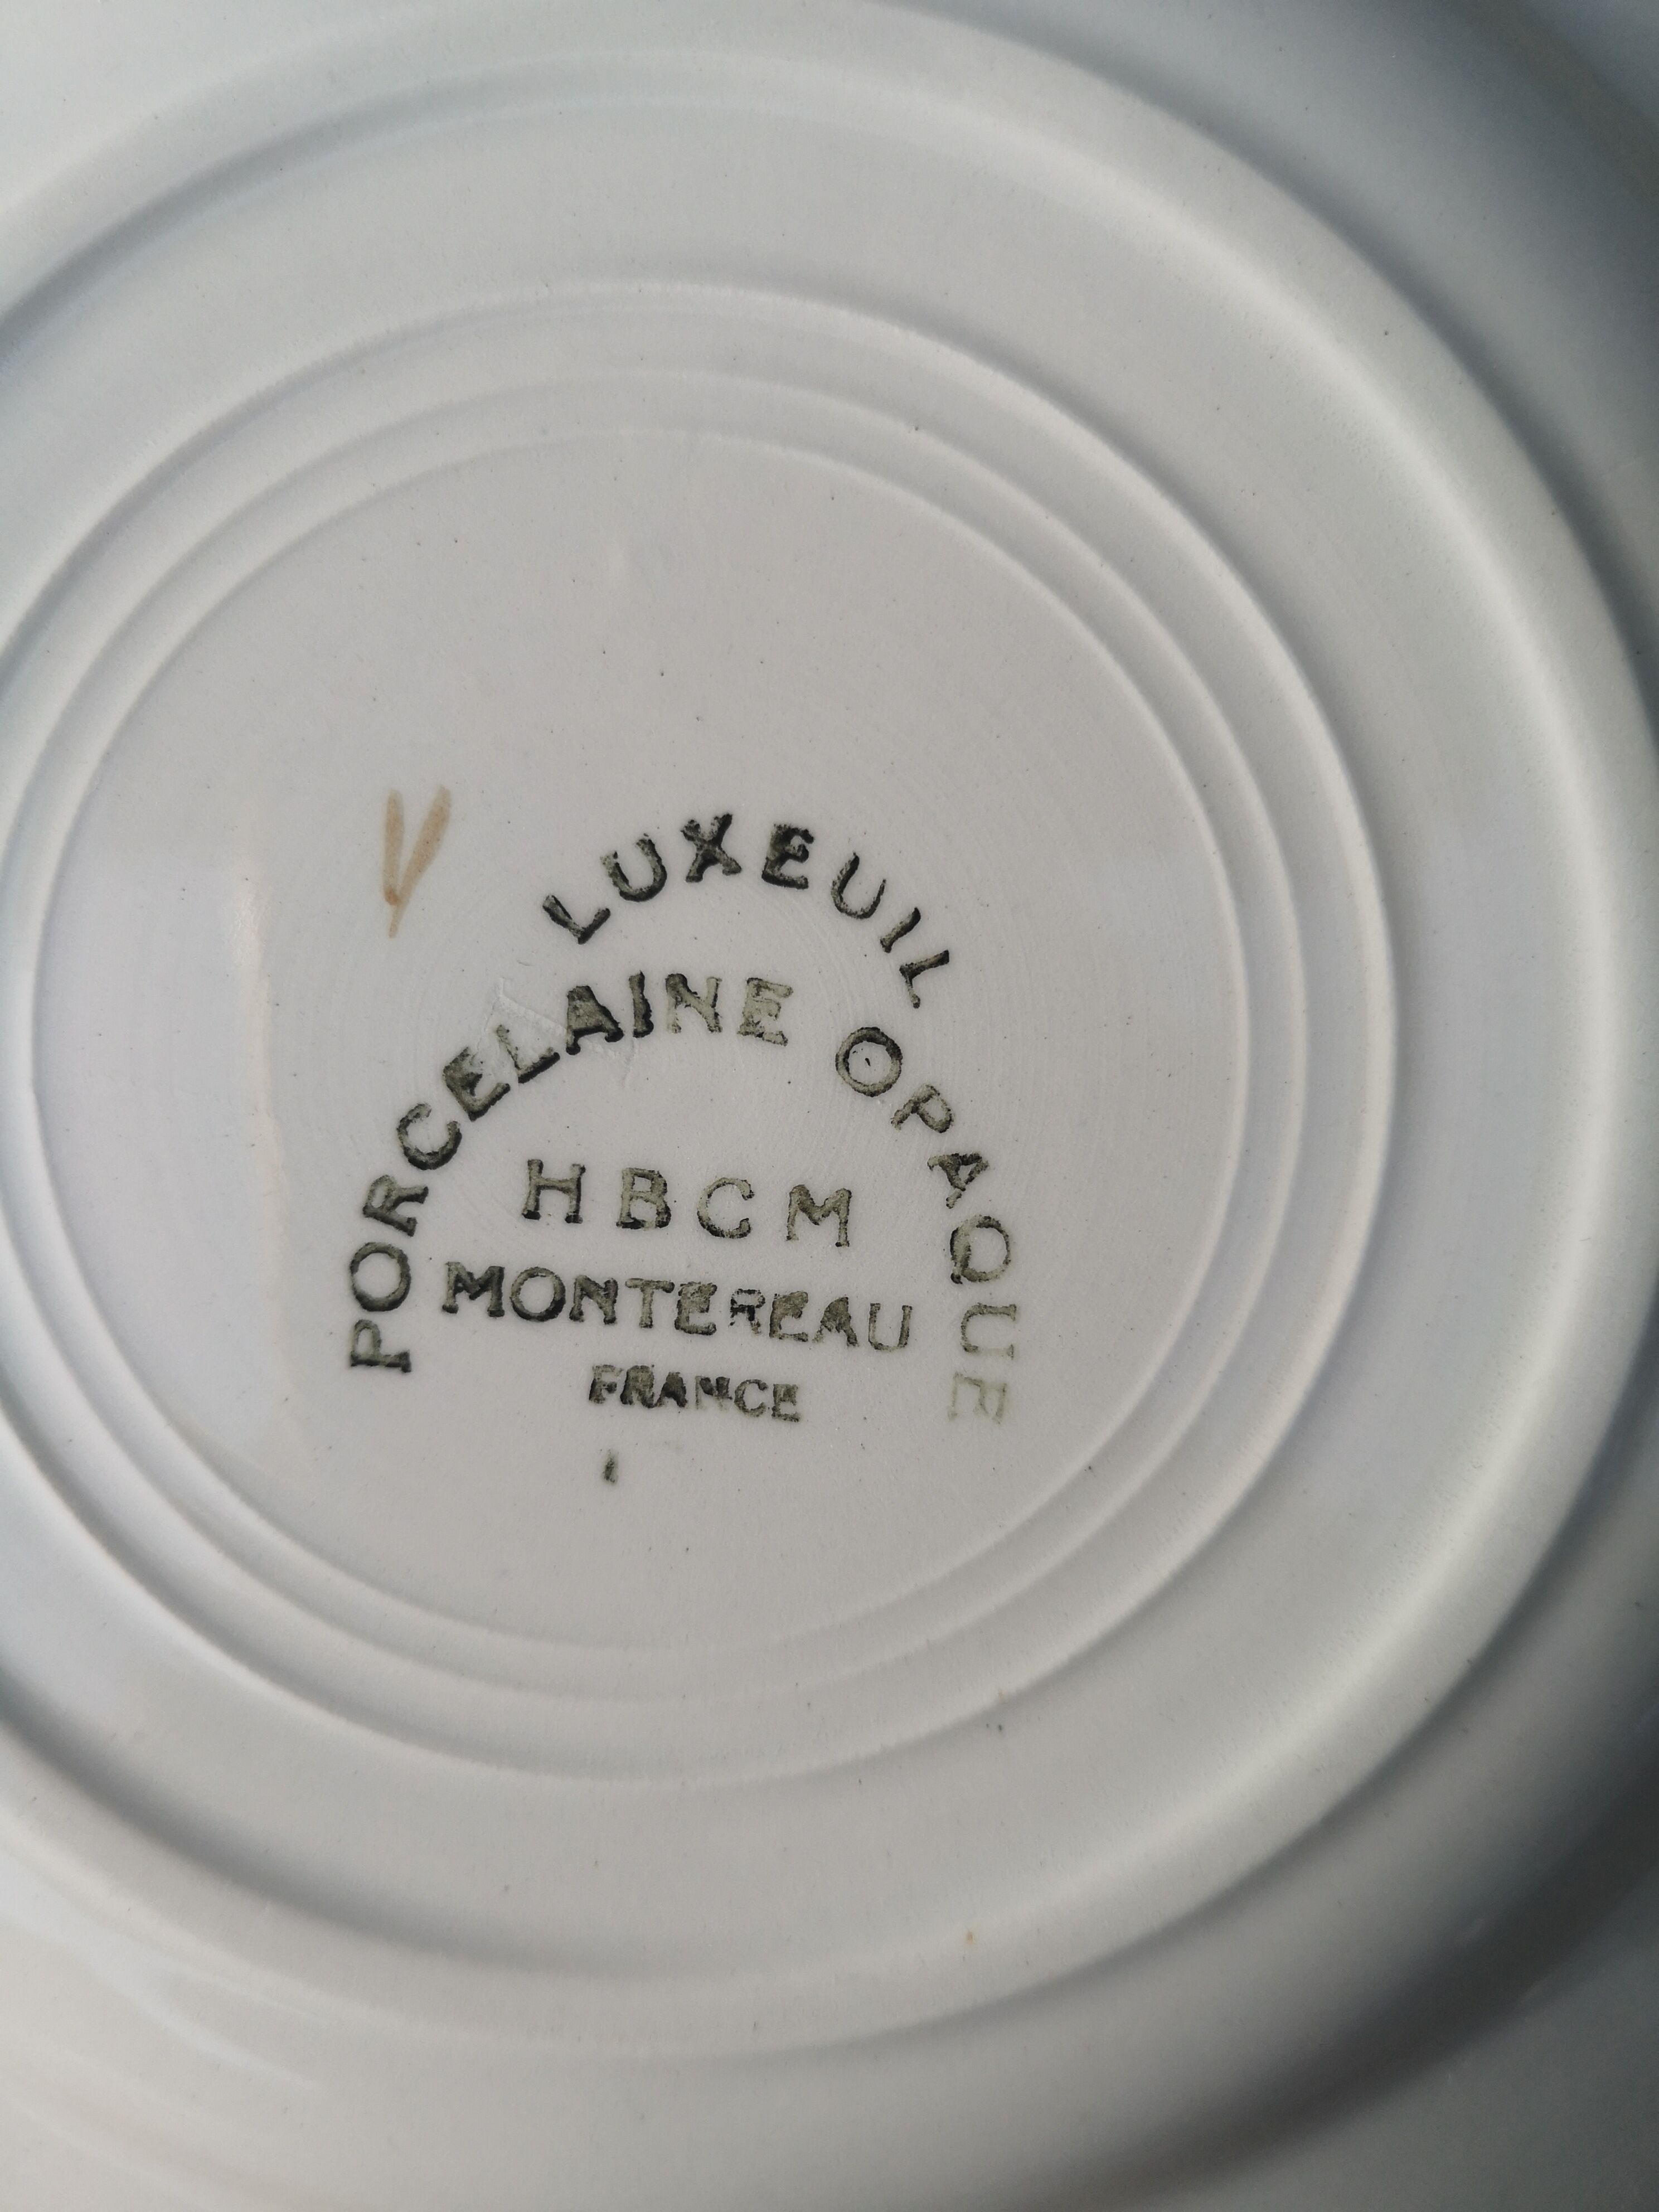 LUXEUIL
PORCELAINE OPAQUE
HBCM
MONTEREAU
FRANCE